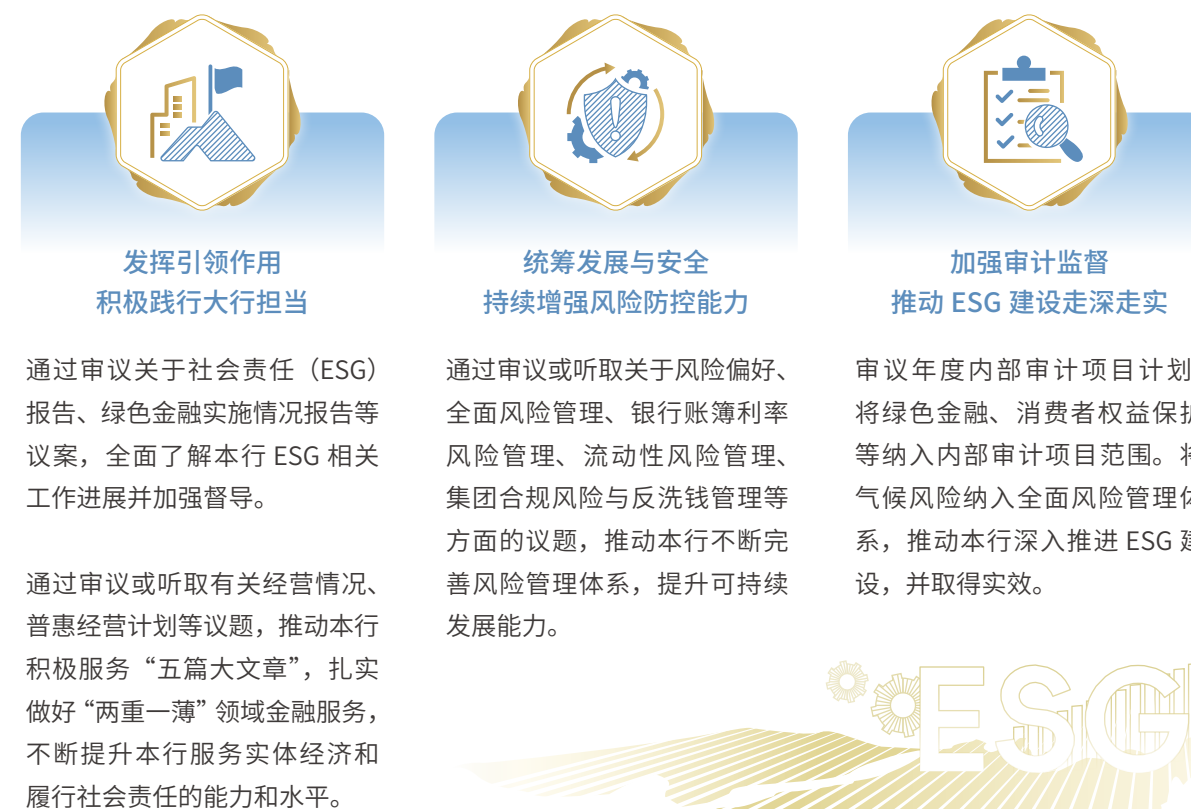 发挥引领作用
积极践行大行担当
通过审议关于社会责任（ESG）
报告、绿色金融实施情况报告等
议案，全面了解本行 ESG 相关
工作进展并加强督导。
通过审议或听取有关经营情况、
普惠经营计划等议题，推动本行
积极服务“五篇大文章”，扎实
做好“两重一薄”领域金融服务，
不断提升本行服务实体经济和
履行社会责任的能力和水平。
统筹发展与安全
持续增强风险防控能力
通过审议或听取关于风险偏好、
全面风险管理、银行账簿利率
风险管理、流动性风险管理、
集团合规风险与反洗钱管理等
方面的议题，推动本行不断完
善风险管理体系，提升可持续
发展能力。
加强审计监督
推动 ESG 建设走深走实
审议年度内部审计项目计划
将绿色金融、消费者权益保护
等纳入内部审计项目范围。将
气候风险纳入全面风险管理体
系，推动本行深入推进 ESG 建
设，并取得实效。
ESG